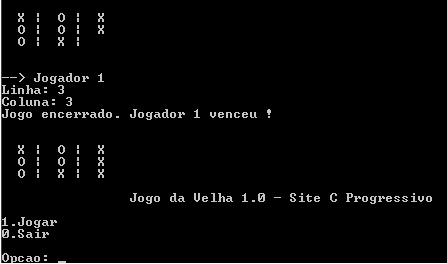 X ¦ O ¦ X
O ¦ O ¦ X
O ¦ X ¦
--> Jogador 1
Linha: 3
Coluna: 3
Jogo encerrado. Jogador 1 venceu !
X ¦ O ¦ X
O ¦ O ¦ X
O ¦ X ¦ X
Jogo da Velha 1.0 - Site C Progressivo
1.Jogar
0.Sair
Opcao: _